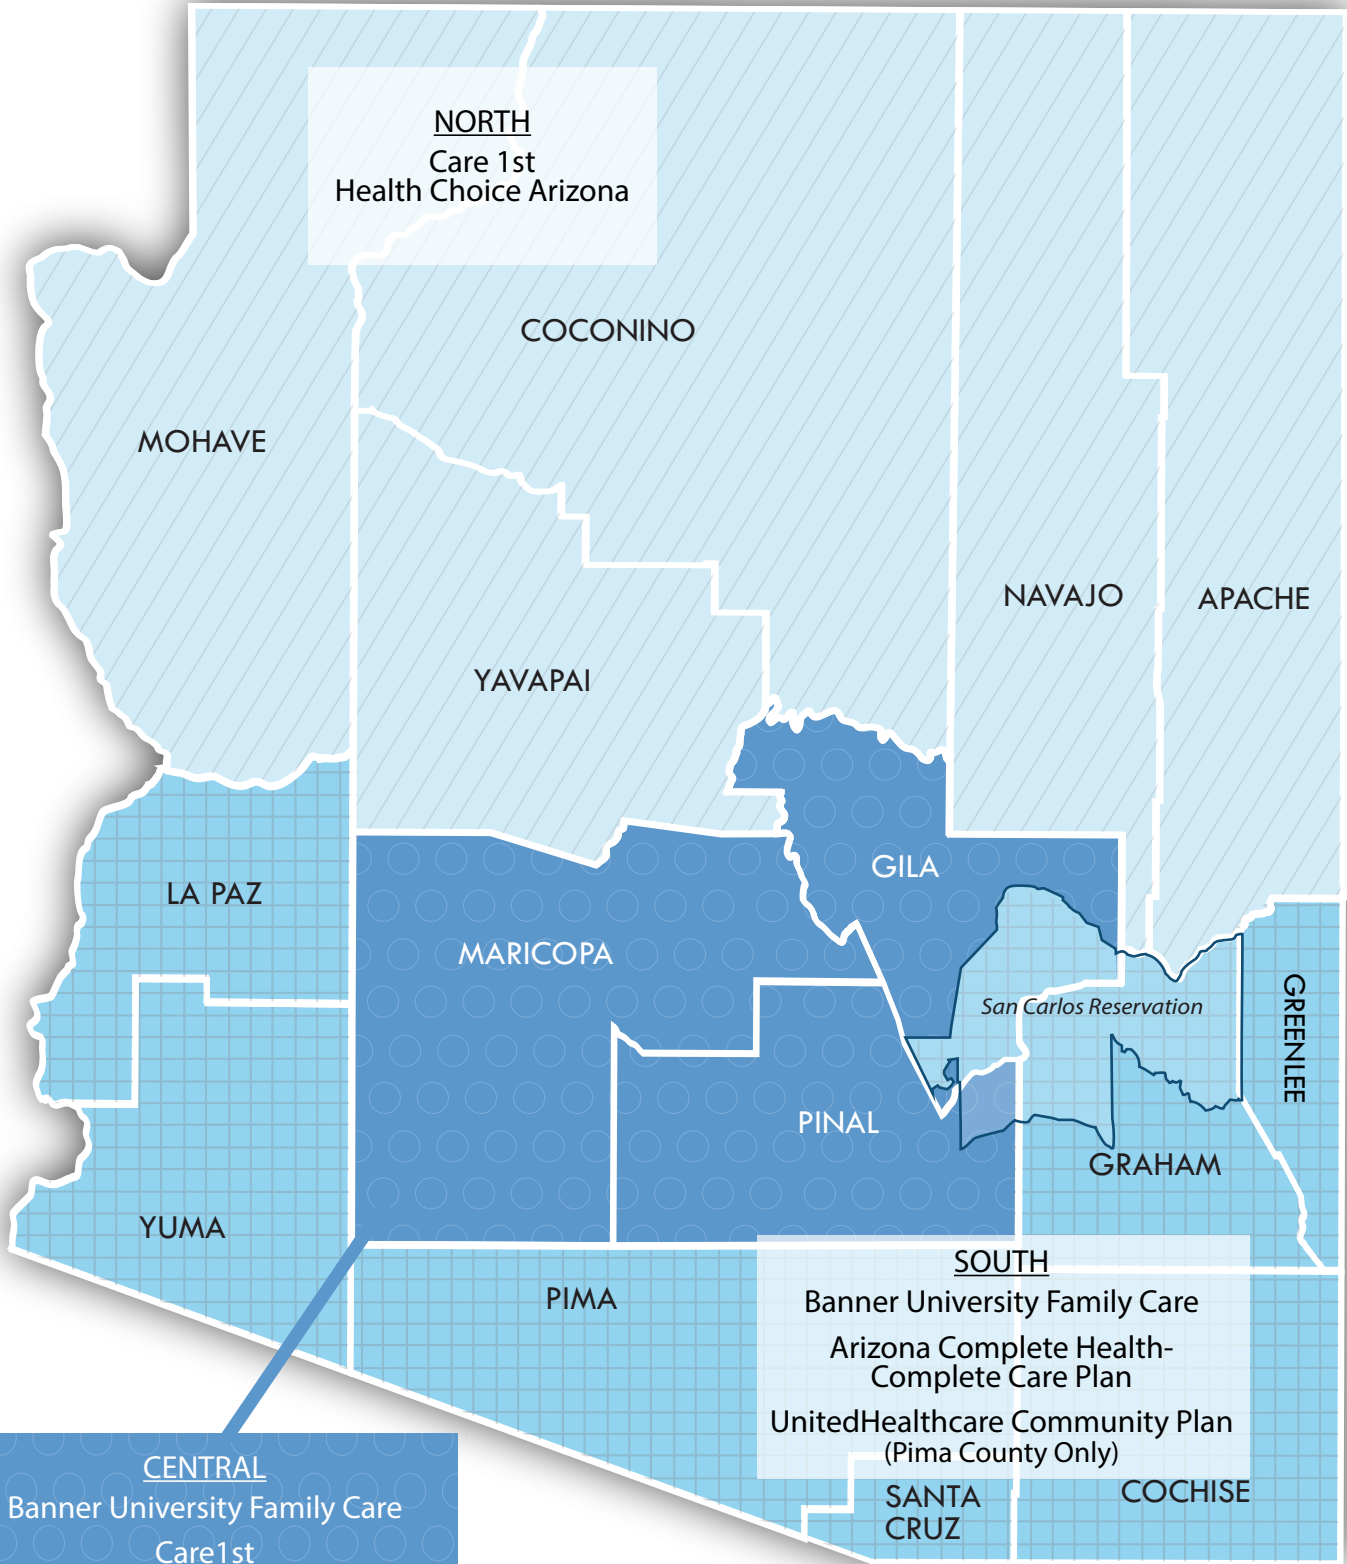 NORTH
Care 1st
Health Choice Arizona
COCONINO
MOHAVE
NAVAJO
APACHE
YAVAPAI
GILA
LA PAZ
MARICOPA
San Carlos Reservation
GREENLEE
PINAL
GRAHAM
YUMA
SOUTH
Banner University Family Care
Arizona Complete Health-
Complete Care Plan
UnitedHealthcare Community Plan
(Pima County Only)
PIMA
CENTRAL
Banner University Family Care
Care1st
SANTA
CRUZ
COCHISE